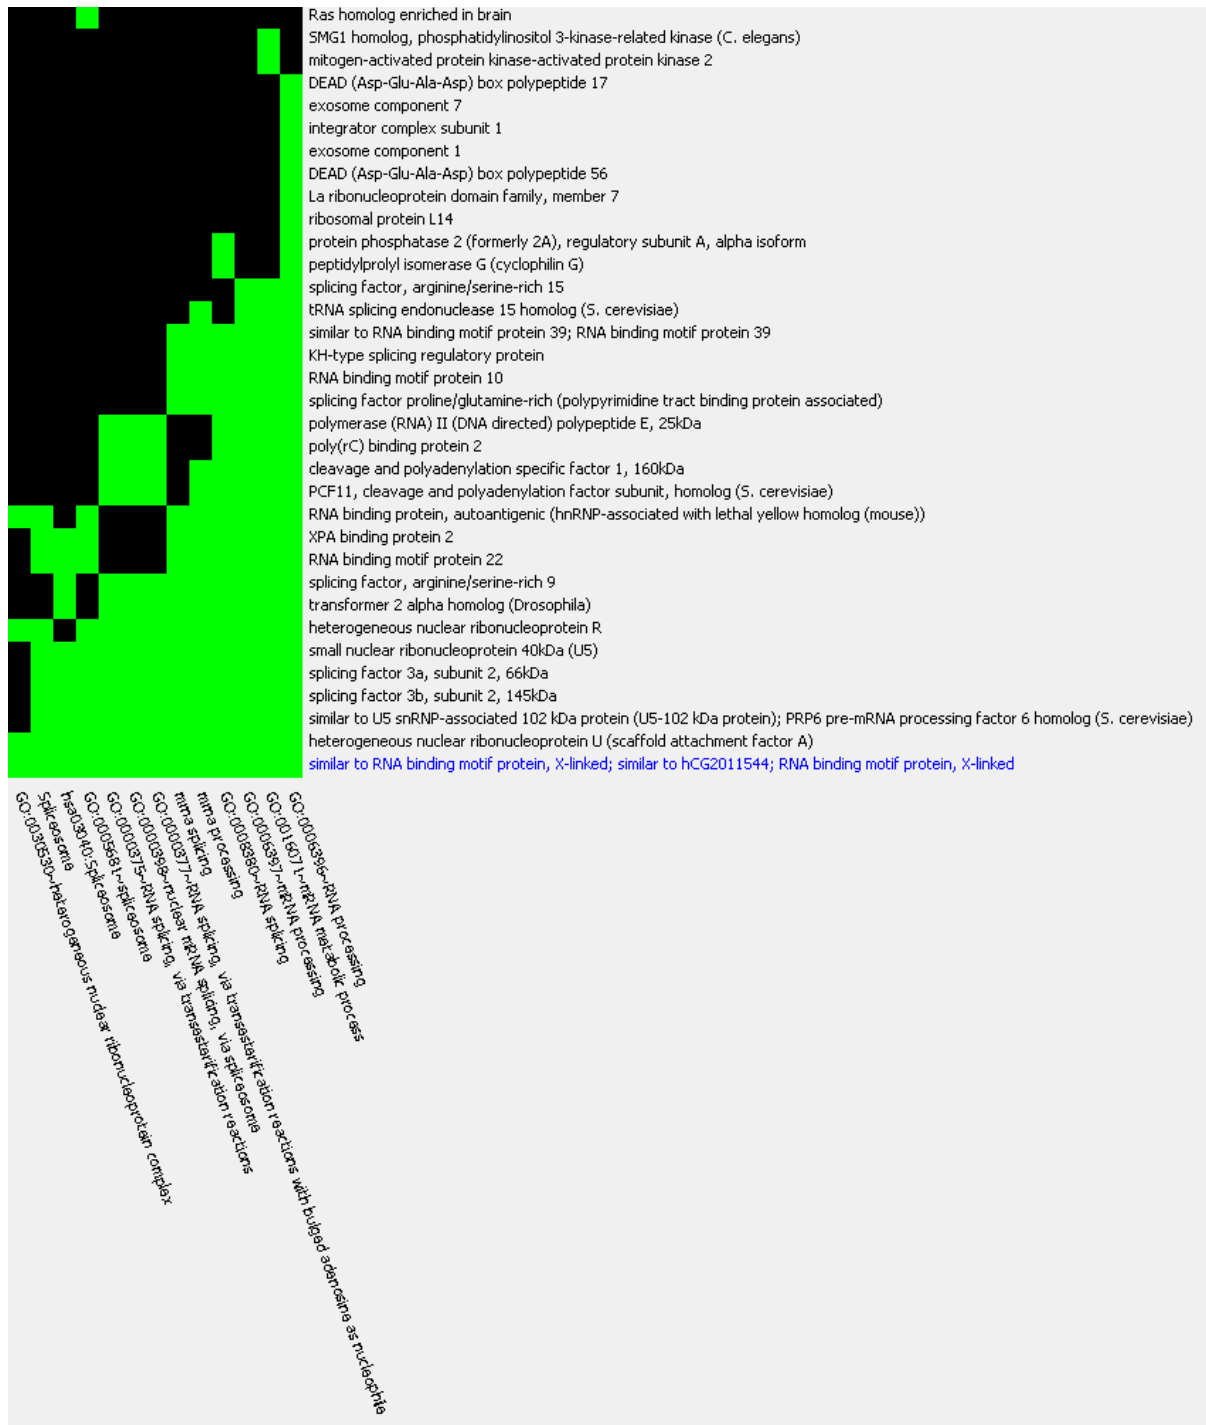 Ras homolog enriched in brain
SMG1 homolog, phosphatidylinositol 3-kinase-related kinase (C. elegans)
mitogen-activated protein kinase-activated protein kinase 2
DEAD (Asp-Glu-Ala-Asp) box polypeptide 17
exosome component 7
integrator complex subunit 1
exosome component 1
DEAD (Asp-Glu-Ala-Asp) box polypeptide 56
La ribonucleoprotein domain family, member 7
ribosomal protein L14
protein phosphatase 2 (formerly 2A), regulatory subunit A, alpha isoform
peptidylprolyl isomerase G (cyclophilin G)
splicing factor, arginine/serine-rich 15
tRNA splicing endonuclease 15 homolog (S. cerevisiae)
similar to RNA binding motif protein 39; RNA binding motif protein 39
KH-type splicing regulatory protein
RNA binding motif protein 10
splicing factor proline/glutamine-rich (polypyrimidine tract binding protein associated)
polymerase (RNA) II (DNA directed) polypeptide E, 25kDa
poly(rC) binding protein 2
cleavage and polyadenylation specific factor 1, 160kDa
PCF11, cleavage and polyadenylation factor subunit, homolog (S. cerevisiae)
RNA binding protein, autoantigenic (hnRNP-associated with lethal yellow homolog (mouse))
XPA binding protein 2
RNA binding motif protein 22
splicing factor, arginine/serine-rich 9
transformer 2 alpha homolog (Drosophila)
heterogeneous nuclear ribonucleoprotein R
small nuclear ribonucleoprotein 40kDa (U5)
splicing factor 3a, subunit 2, 66kDa
splicing factor 3b, subunit 2, 145kDa
similar to U5 snRNP-associated 102 kDa protein (U5-102 kDa protein); PRP6 pre-mRNA processing factor 6 homolog (S. cerevisiae)
heterogeneous nuclear ribonucleoprotein U (scaffold attachment factor A)
similar to RNA binding motif protein, X-linked; similar to hCG2011544; RNA binding motif protein, X-linked
GO:0030530~heterogeneous nuclear ribonucleoprotein complex
Spliceosome
hsa03040:Spliceosome
GO:0005681~spliceosome
GO:0000375~RNA splicing, via transesterification reactions
GO:0000398~nuclear mRNA splicing, via spliceosome
GO:0000377~RNA splicing, via transesterification reactions with bulged adenosine as nucleophile
mrna splicing
mrna processing
GO:0008380~RNA splicing
GO:0006397~mRNA processing
GO:0016071~mRNA metabolic process
GO:0006396~RNA processing